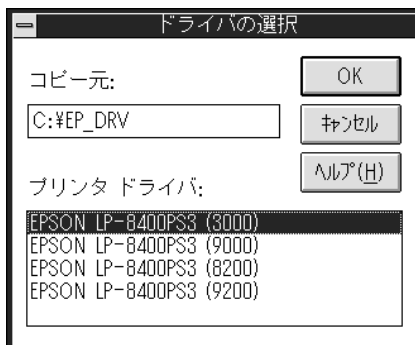 ドライバの選択
コピー元:
OK
C:¥EP_DRV
キャンセル
ヘルプ(H)
プリンタ ドライバ:
EPSON LP-8400PS3 (3000)
EPSON LP-8400PS3 (9000)
EPSON LP-8400PS3 (8200)
EPSON LP-8400PS3 (9200)